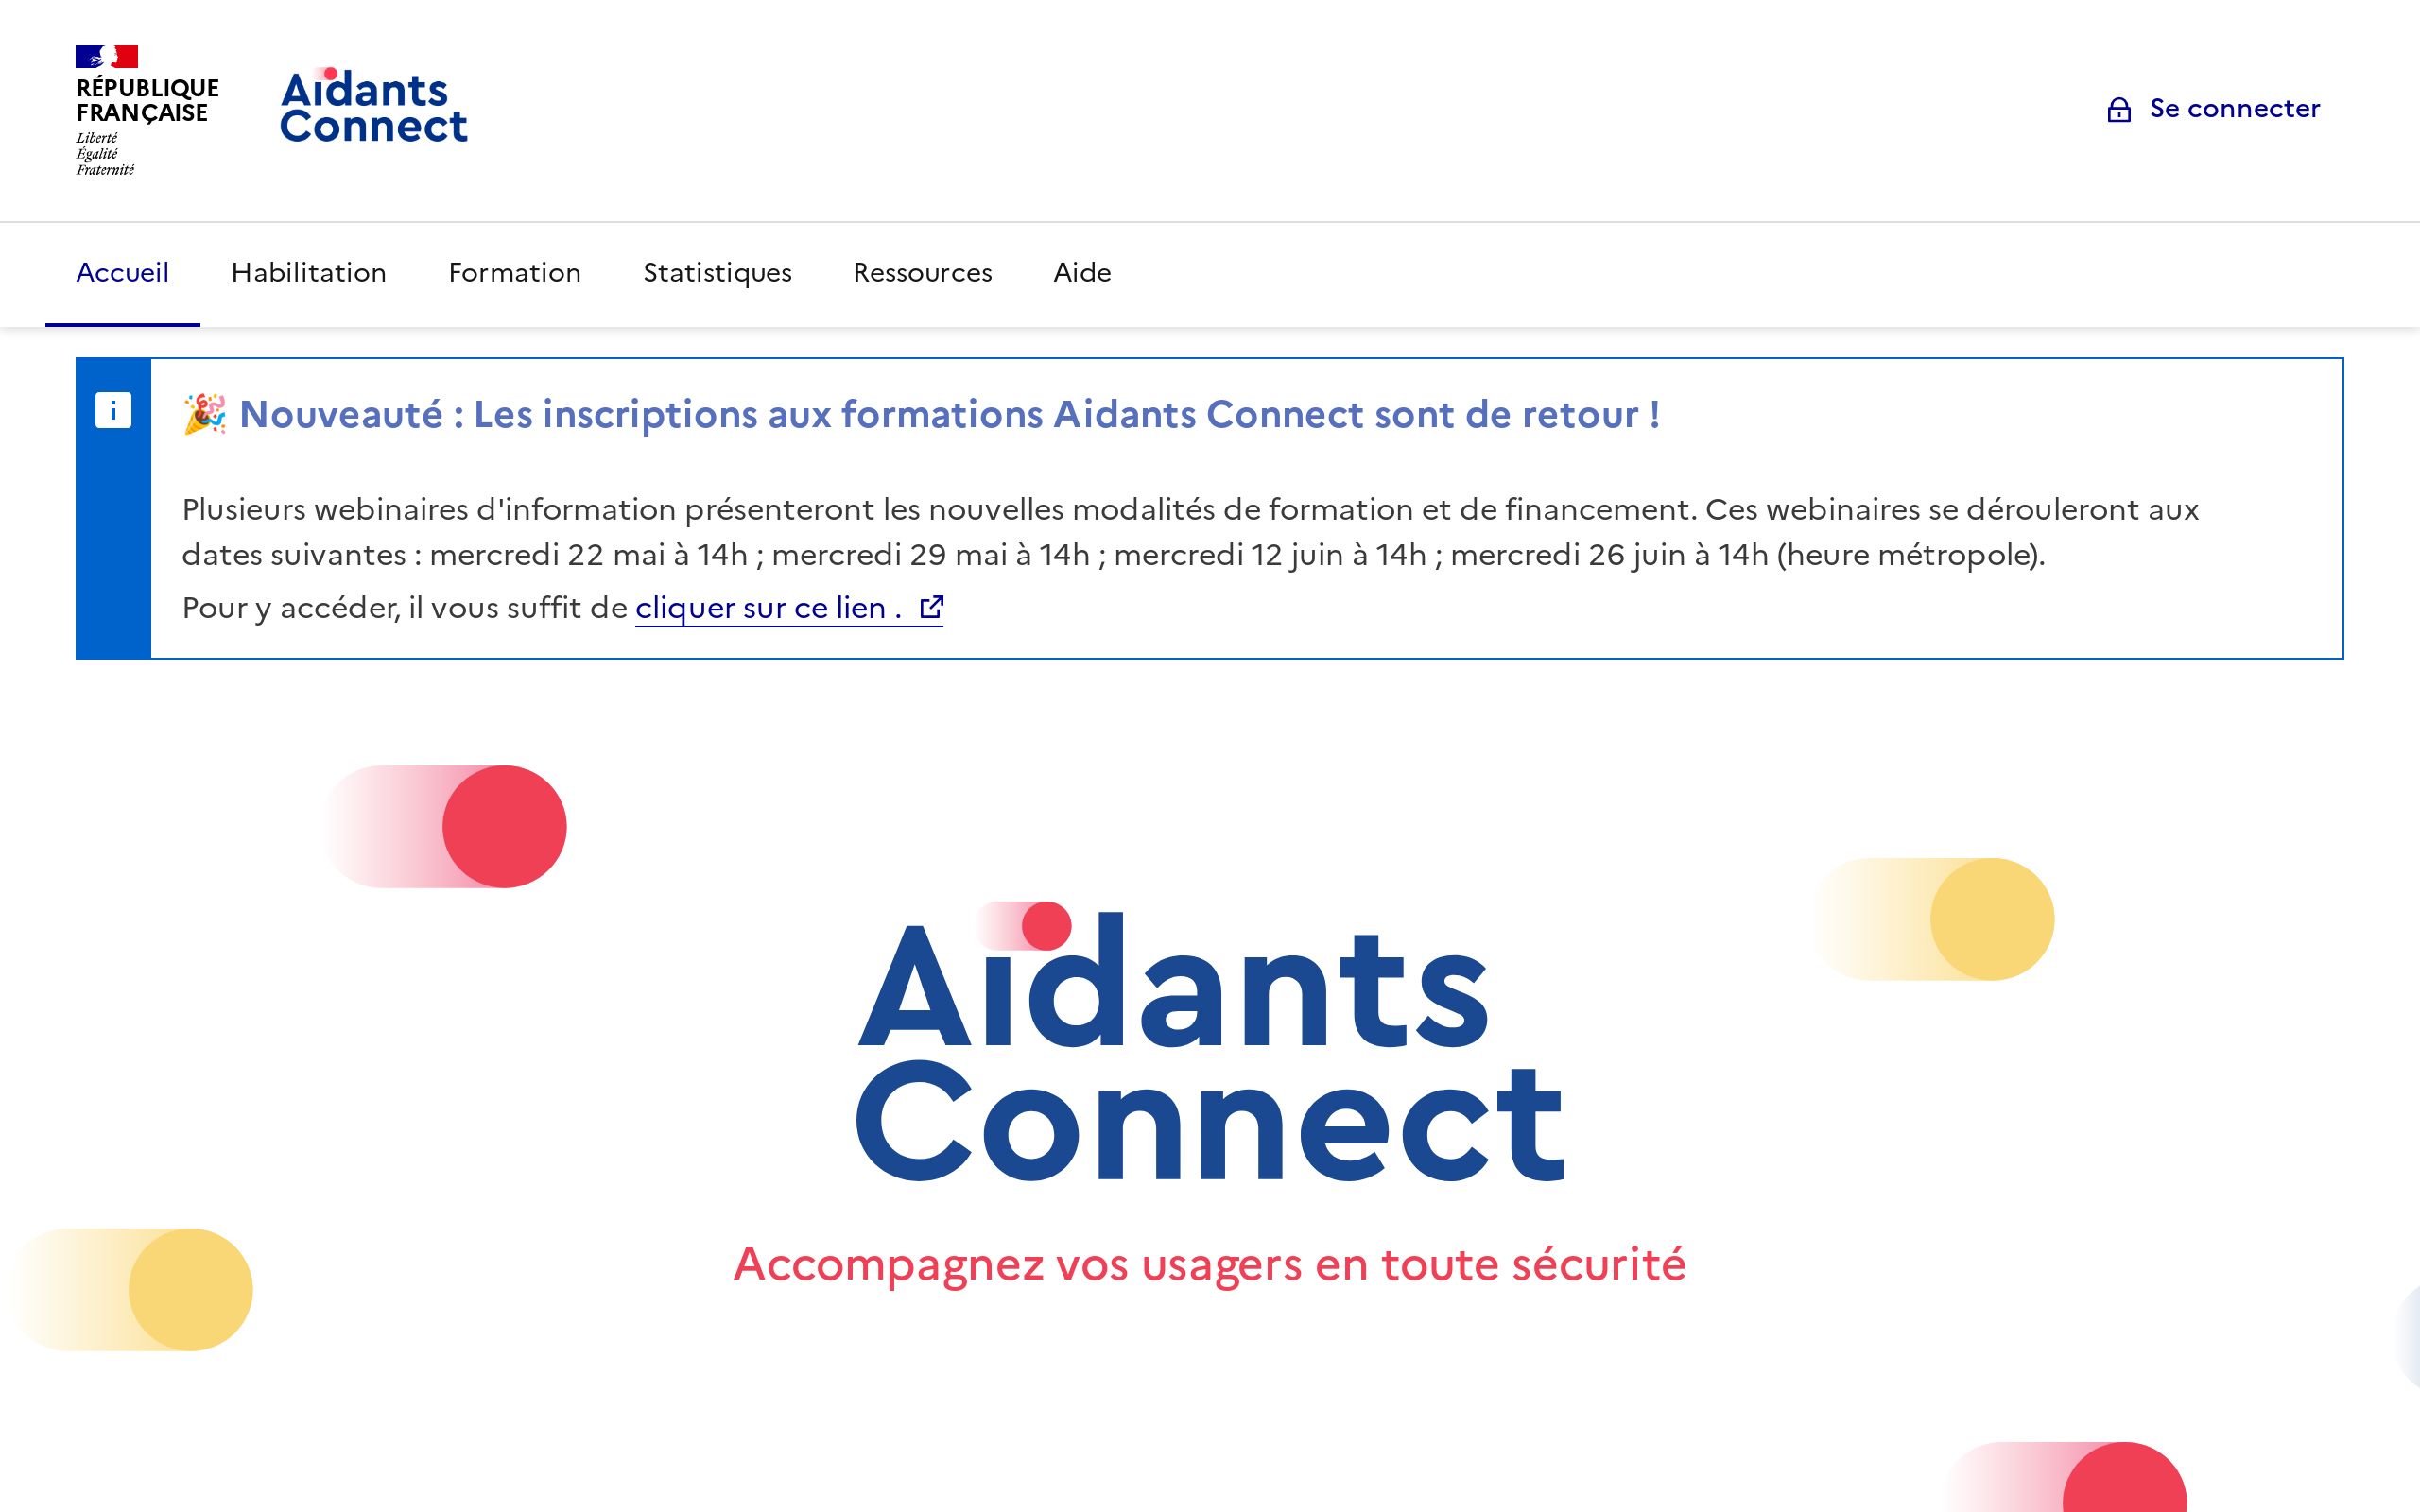 RÉPUBLIQUE
FRANÇAISE
Liberté
Égalité
Fraternité
Aidants
Connect
Se connecter
Accueil
Habilitation
Formation
Statistiques
Ressources
Aide
🎉 Nouveauté : Les inscriptions aux formations Aidants Connect sont de retour !
Plusieurs webinaires d'information présenteront les nouvelles modalités de formation et de financement. Ces webinaires se dérouleront aux
dates suivantes : mercredi 22 mai à 14h ; mercredi 29 mai à 14h ; mercredi 12 juin à 14h ; mercredi 26 juin à 14h (heure métropole).
Pour y accéder, il vous suffit de cliquer sur ce lien .
Aidants
Connect
Accompagnez vos usagers en toute sécurité